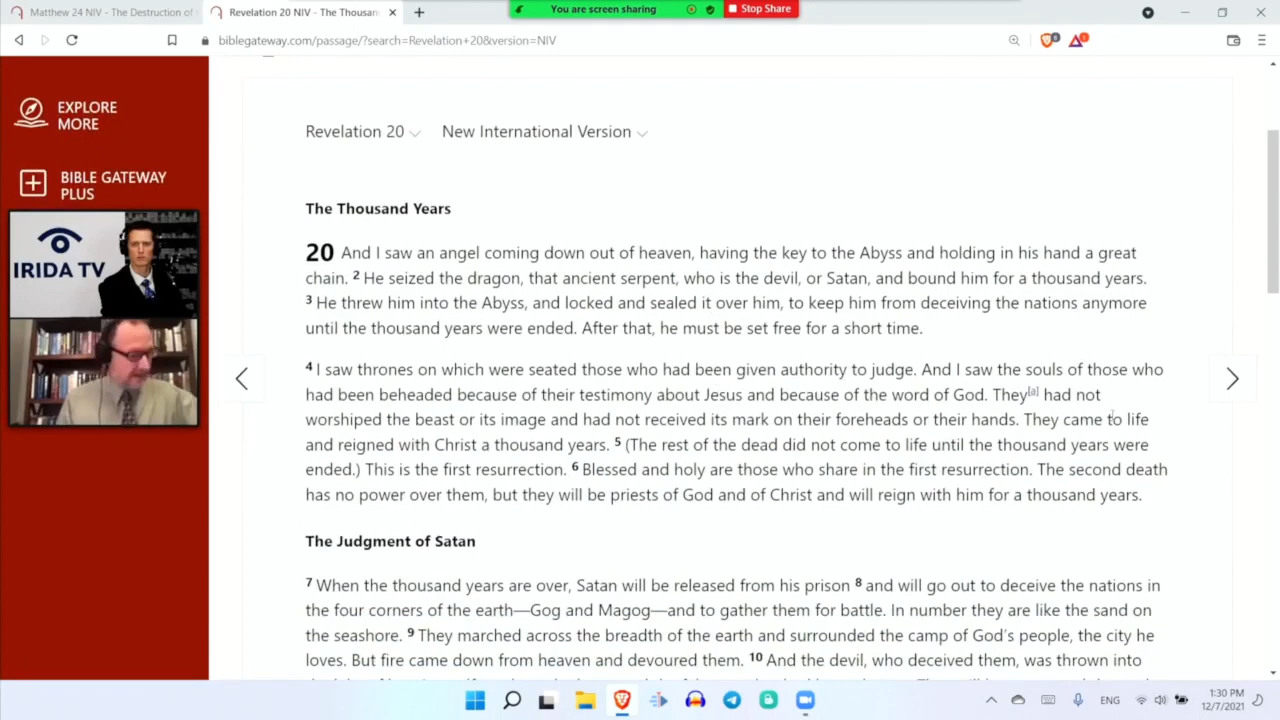 Matthew 24 NIV - The Destruction of
Revelation 20 NIV - The Thousan
You are screen sharing
Stop Share
biblegateway.com/passage/?search=Revelation+20&version=NIV
EXPLORE
MORE
BIBLE GATEWAY
PLUS
IRIDA TV
Revelation 20
New International Version
The Thousand Years
20 And I saw an angel coming down out of heaven, having the key to the Abyss and holding in his hand a great
chain. 2 He seized the dragon, that ancient serpent, who is the devil, or Satan, and bound him for a thousand years.
3 He threw him into the Abyss, and locked and sealed it over him, to keep him from deceiving the nations anymore
until the thousand years were ended. After that, he must be set free for a short time.
4 I saw thrones on which were seated those who had been given authority to judge. And I saw the souls of those who
had been beheaded because of their testimony about Jesus and because of the word of God. They[a] had not
worshiped the beast or its image and had not received its mark on their foreheads or their hands. They came to life
and reigned with Christ a thousand years. 5 (The rest of the dead did not come to life until the thousand years were
ended.) This is the first resurrection. 6 Blessed and holy are those who share in the first resurrection. The second death
has no power over them, but they will be priests of God and of Christ and will reign with him for a thousand years.
The Judgment of Satan
7 When the thousand years are over, Satan will be released from his prison 8 and will go out to deceive the nations in
the four corners of the earth—Gog and Magog—and to gather them for battle. In number they are like the sand on
the seashore. 9 They marched across the breadth of the earth and surrounded the camp of God's people, the city he
loves. But fire came down from heaven and devoured them. 10 And the devil, who deceived them, was thrown into
ENG
1:30 PM
12/7/2021